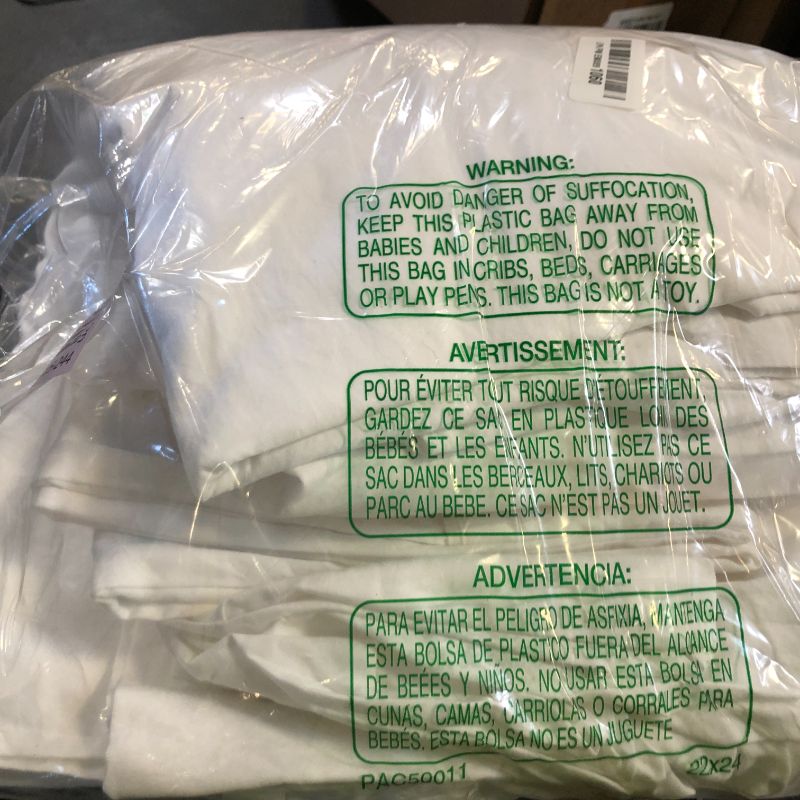 1080
WARNING:
TO AVOID DANGER OF SUFFOCATION,
KEEP THIS PLASTIC BAG AWAY FROM
BABIES AND CHILDREN, DO NOT USE
THIS BAG IN CRIBS, BEDS, CARRIAGES
OR PLAY PENS. THIS BAG IS NOT A TOY.
AVERTISSEMENT:
POUR ÉVITER TOUT RISQUE DÉTOUFFEMENT,
GARDEZ CE SAC EN PLASTIQUE LOIN DES
BÉBÉS ET LES ENFANTS. N'UTILISEZ PAS CE
SAC DANS LES BERCEAUX, LITS, CHARIOTS OU
PARC AU BEBE. CE SAC N'EST PAS UN JOUET.
ADVERTENCIA:
PARA EVITAR EL PELIGRO DE ASFIXIA, MANTENGA
ESTA BOLSA DE PLASTICO FUERA DEL ALCANCE
DE BEÉES Y NIÑOS. NO USAR ESTA BOLSA EN
CUNAS, CAMAS, CARRIOLAS O CORRALES PARA
BEBÉS. ESTA BOLSA NO ES UN JUGUETE
PAC50011 22x24